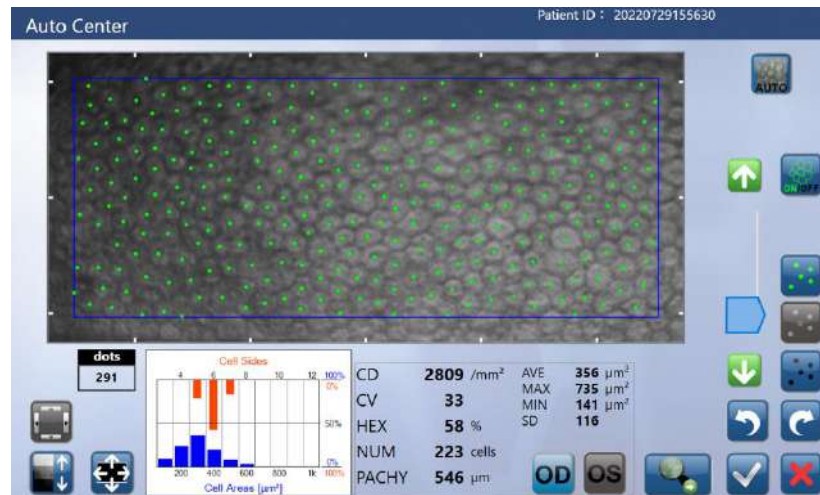 Auto Center
Patient ID : 20220729155630
AUTO
ON/OFF
dots
291
Cell Sides
4 6 8 10 12 100%
0%
50%
0%
200 400 600 800 1k 100%
Cell Areas [μm²]
CD 2809 /mm²
CV 33
HEX 58 %
NUM 223 cells
PACHY 546 μm
AVE 356 μm²
MAX 735 μm²
MIN 141 μm²
SD 116
OD OS